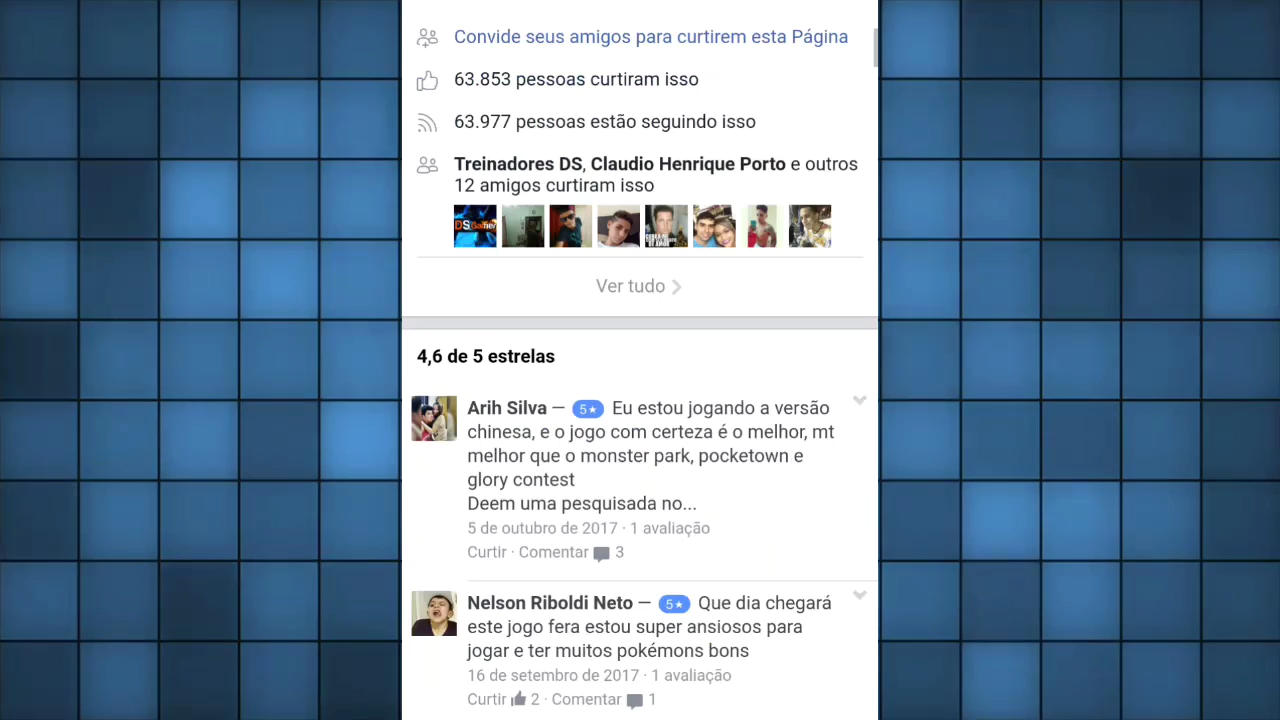 Convide seus amigos para curtirem esta Página
63.853 pessoas curtiram isso
63.977 pessoas estão seguindo isso
Treinadores DS, Claudio Henrique Porto e outros
12 amigos curtiram isso
Ver tudo
4,6 de 5 estrelas
Arih Silva — 5★ Eu estou jogando a versão
chinesa, e o jogo com certeza é o melhor, mt
melhor que o monster park, pocketown e
glory contest
Deem uma pesquisada no...
5 de outubro de 2017 · 1 avaliação
Curtir · Comentar 3
Nelson Riboldi Neto — 5★ Que dia chegará
este jogo fera estou super ansiosos para
jogar e ter muitos pokémons bons
16 de setembro de 2017 · 1 avaliação
Curtir 2 · Comentar 1